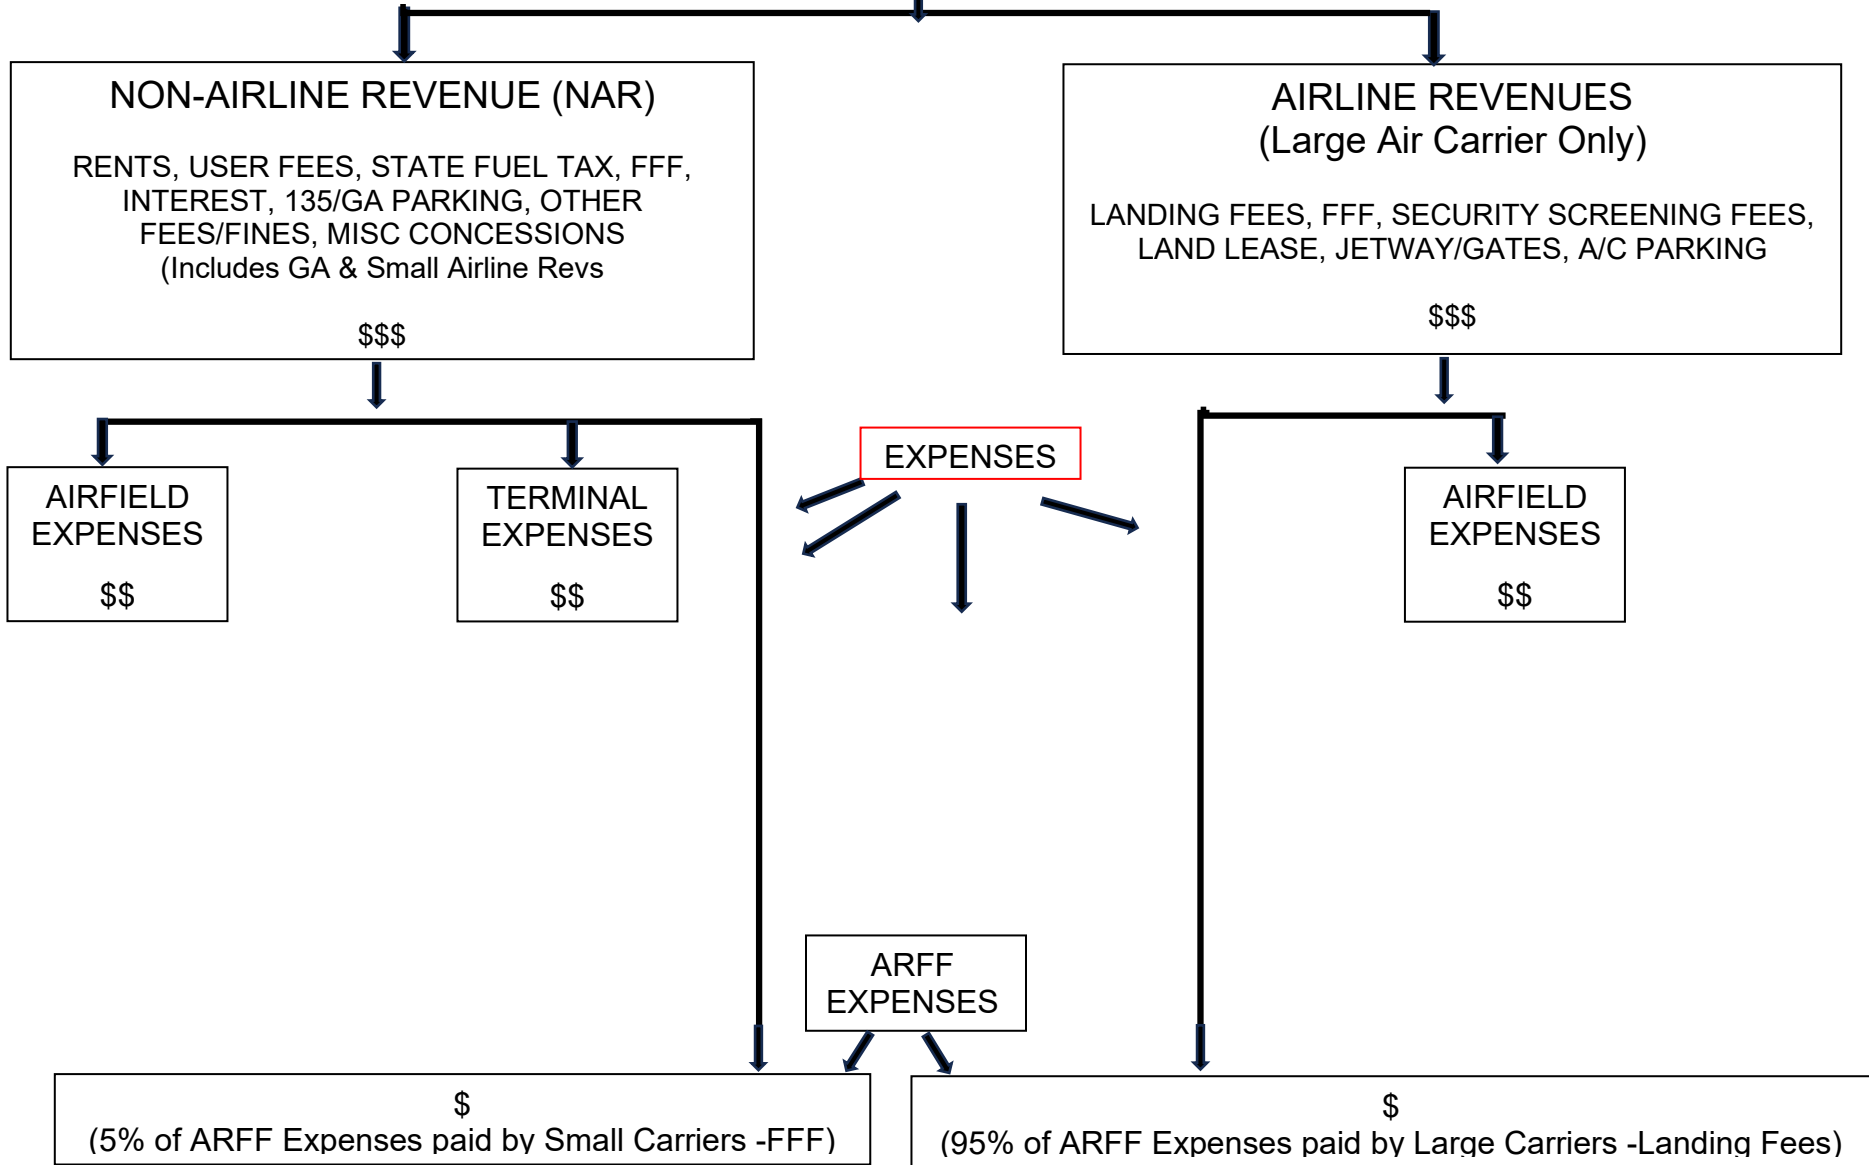 NON-AIRLINE REVENUE (NAR)
RENTS, USER FEES, STATE FUEL TAX, FFF,
INTEREST, 135/GA PARKING, OTHER
FEES/FINES, MISC CONCESSIONS
(Includes GA & Small Airline Revs
$$$
AIRLINE REVENUES
(Large Air Carrier Only)
LANDING FEES, FFF, SECURITY SCREENING FEES,
LAND LEASE, JETWAY/GATES, A/C PARKING
$$$
EXPENSES
AIRFIELD
EXPENSES
$$
TERMINAL
EXPENSES
$$
AIRFIELD
EXPENSES
$$
ARFF
EXPENSES
$
(5% of ARFF Expenses paid by Small Carriers -FFF)
$
(95% of ARFF Expenses paid by Large Carriers -Landing Fees)